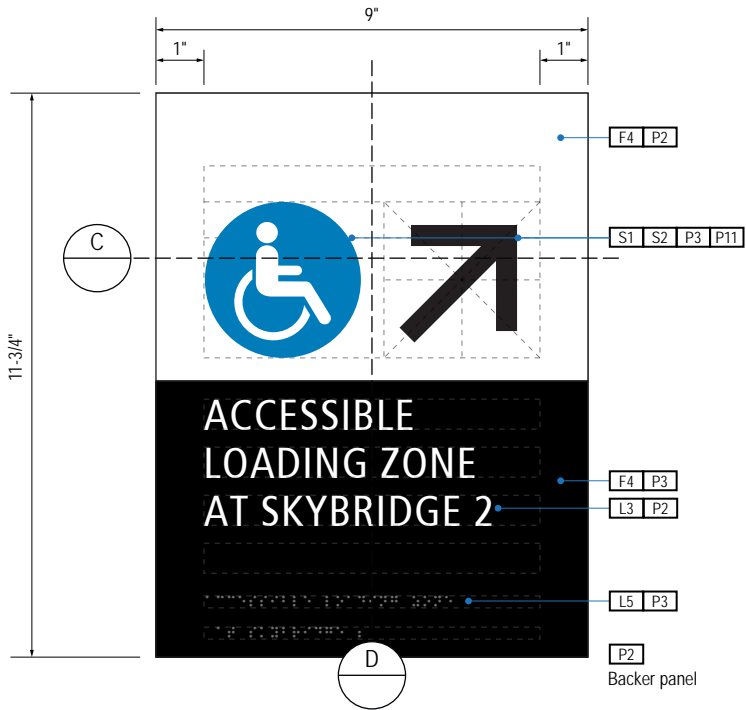 9"
1" 1"
F4 P2
S1 S2 P3 P11
C
11-3/4"
ACCESSIBLE
LOADING ZONE
AT SKYBRIDGE 2
F4 P3
L3 P2
L5 P3
P2
Backer panel
D